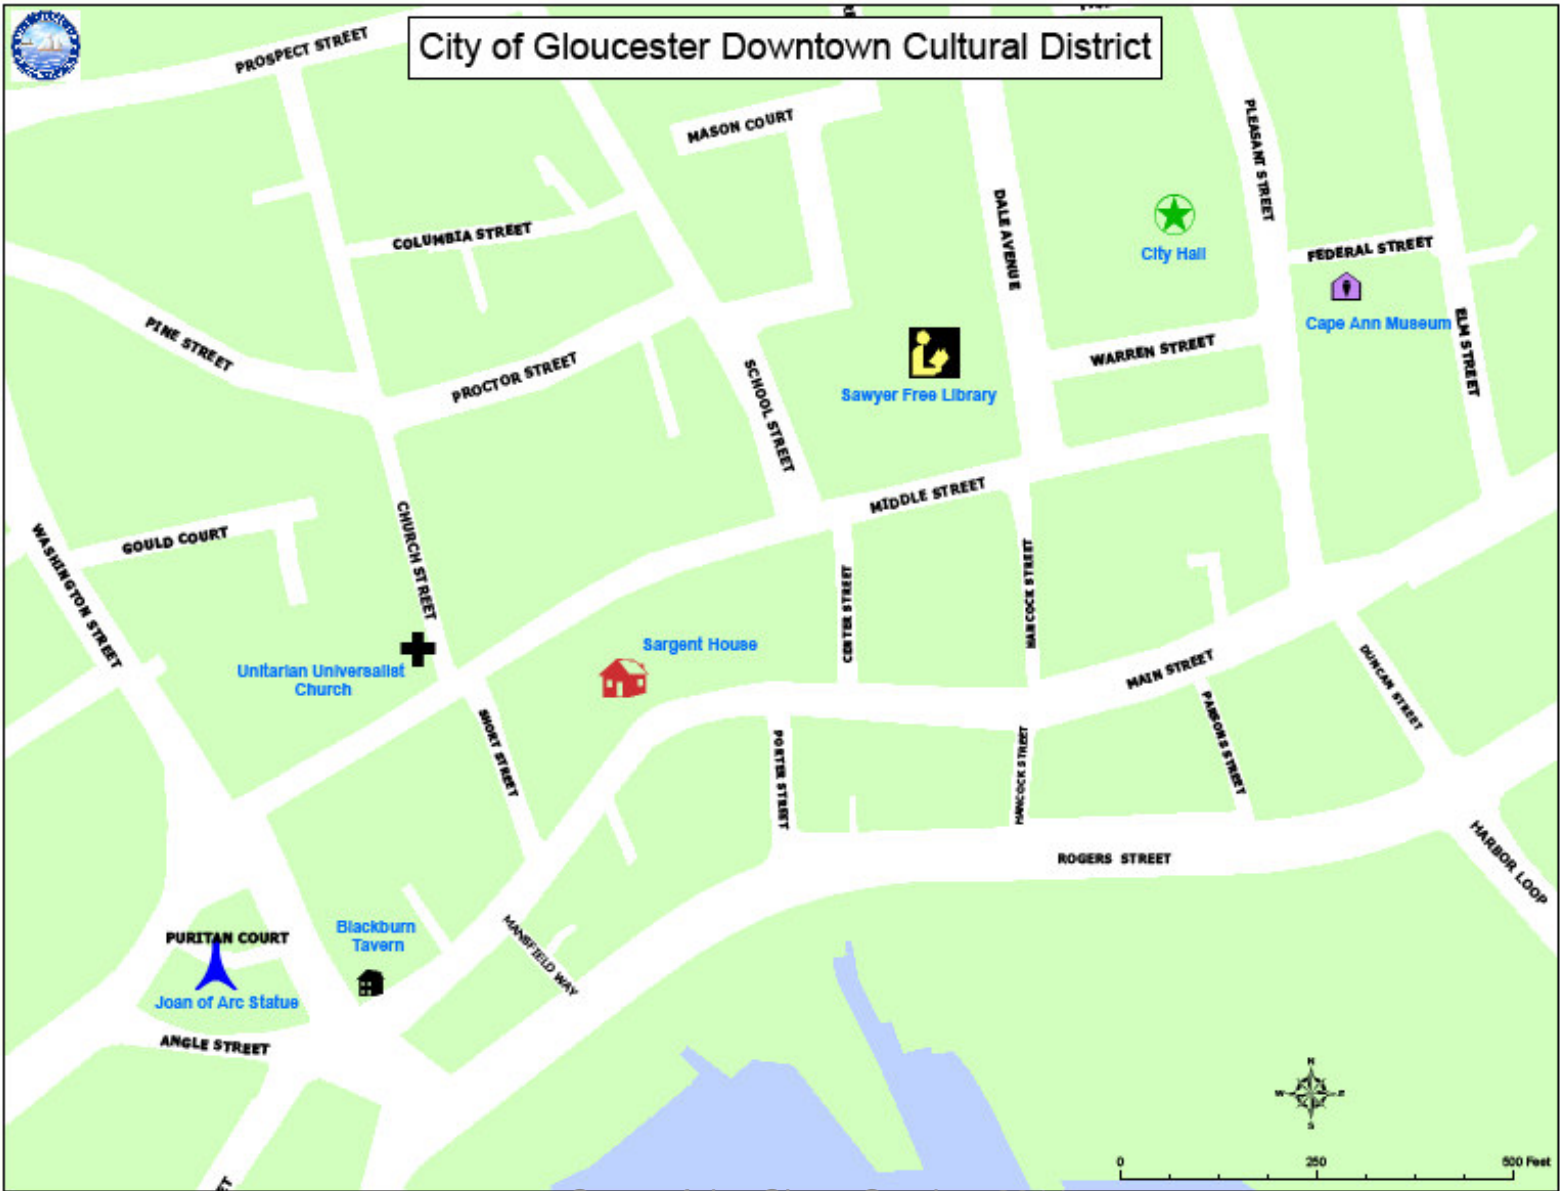 City of Gloucester Downtown Cultural District
PROSPECT STREET
MASON COURT
PLEASANT STREET
DALE AVENUE
COLUMBIA STREET
City Hall
FEDERAL STREET
Cape Ann Museum
ELM STREET
PINE STREET
PROCTOR STREET
SCHOOL STREET
WARREN STREET
Sawyer Free Library
MIDDLE STREET
CHURCH STREET
GOULD COURT
WASHINGTON STREET
CENTER STREET
HANCOCK STREET
Sargent House
Unitarian Universalist
Church
MAIN STREET
DUNCAN STREET
SHORT STREET
PORTER STREET
HANCOCK STREET
PARSONS STREET
ROGERS STREET
HARBOR LOOP
PURITAN COURT
Blackburn
Tavern
MANSFIELD WAY
Joan of Arc Statue
ANGLE STREET
N
W E
S
0 250 500 Feet